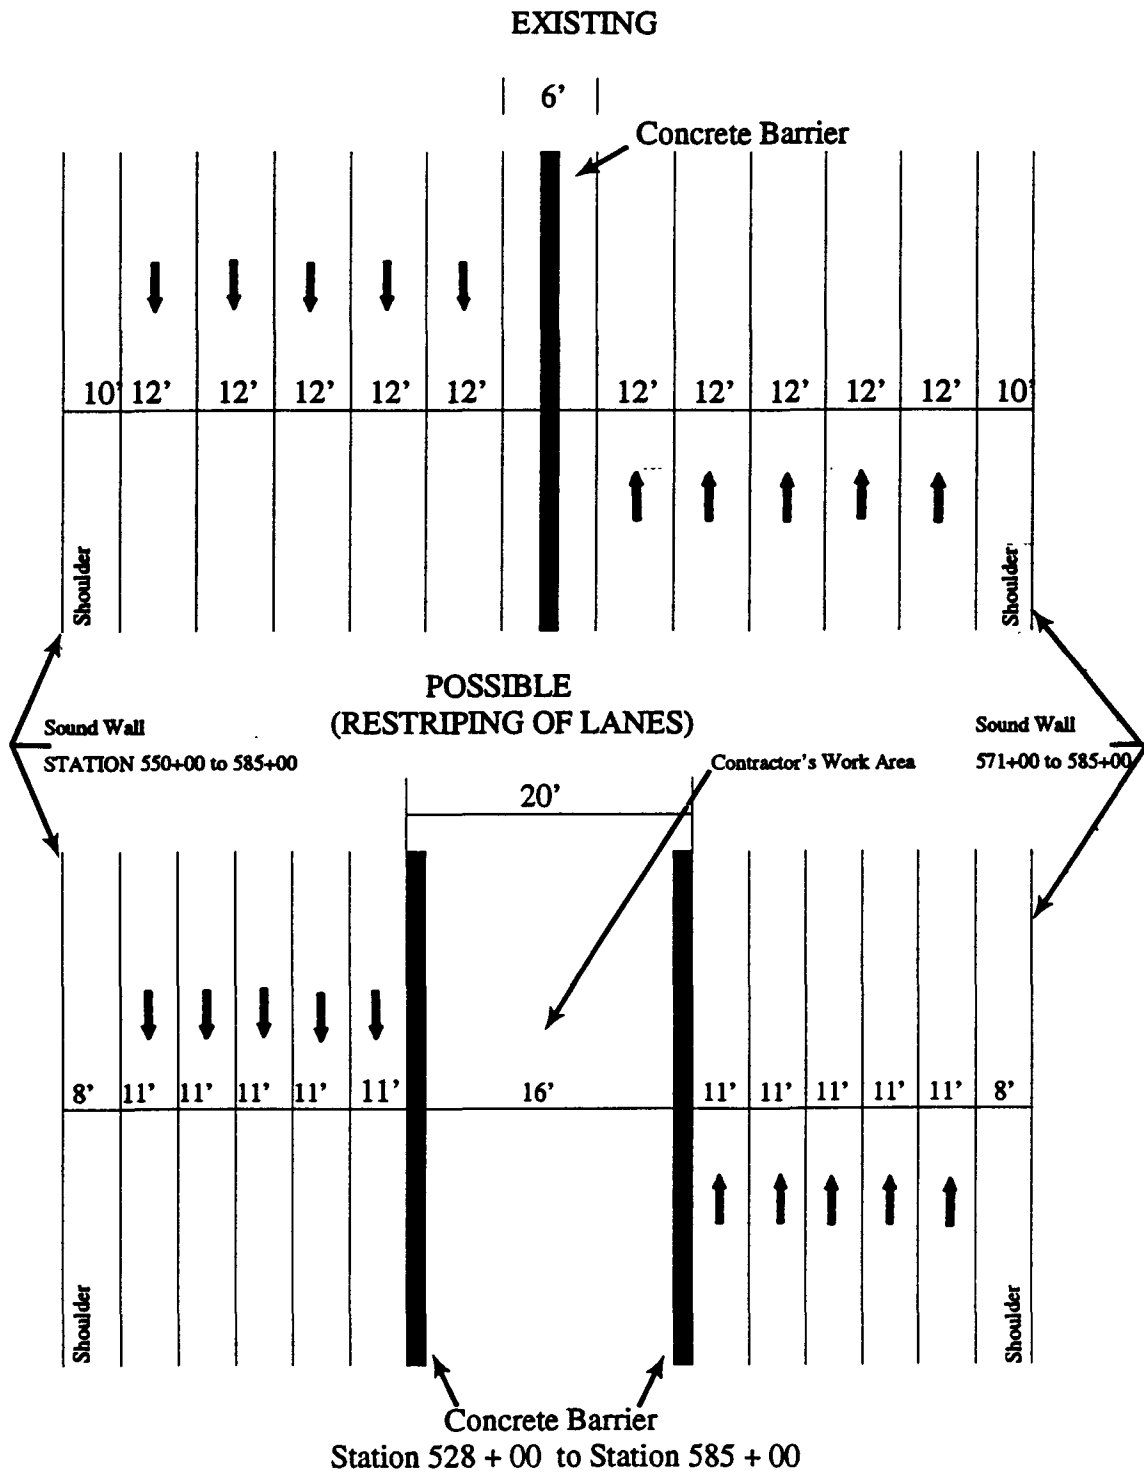 EXISTING
6'
Concrete Barrier
10' 12' 12' 12' 12' 12' 12' 12' 12' 12' 12' 10'
Shoulder
Shoulder
POSSIBLE
(RESTRIPING OF LANES)
Sound Wall
STATION 550+00 to 585+00
Sound Wall
571+00 to 585+00
Contractor's Work Area
20'
8' 11' 11' 11' 11' 11' 16' 11' 11' 11' 11' 11' 8'
Shoulder
Shoulder
Concrete Barrier
Station 528 + 00 to Station 585 + 00